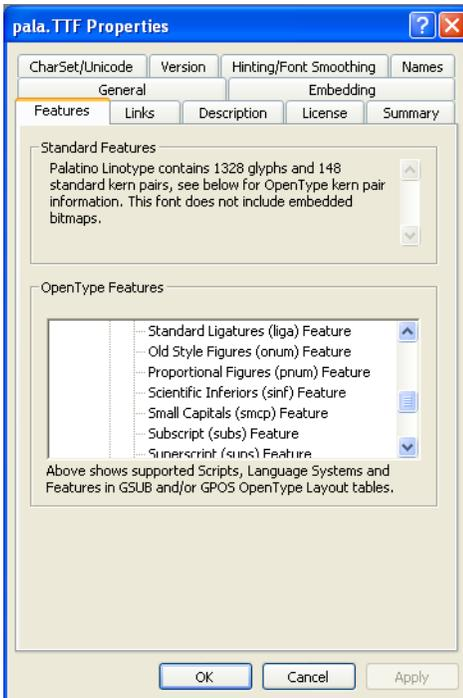 pala.TTF Properties
CharSet/Unicode Version Hinting/Font Smoothing Names
General Embedding
Features Links Description License Summary
Standard Features
Palatino Linotype contains 1328 glyphs and 148
standard kern pairs, see below for OpenType kern pair
information. This font does not include embedded
bitmaps.
OpenType Features
Standard Ligatures (liga) Feature
Old Style Figures (onum) Feature
Proportional Figures (pnum) Feature
Scientific Inferiors (sinf) Feature
Small Capitals (smcp) Feature
Subscript (subs) Feature
Superscript (sups) Feature
Above shows supported Scripts, Language Systems and
Features in GSUB and/or GPOS OpenType Layout tables.
OK Cancel Apply